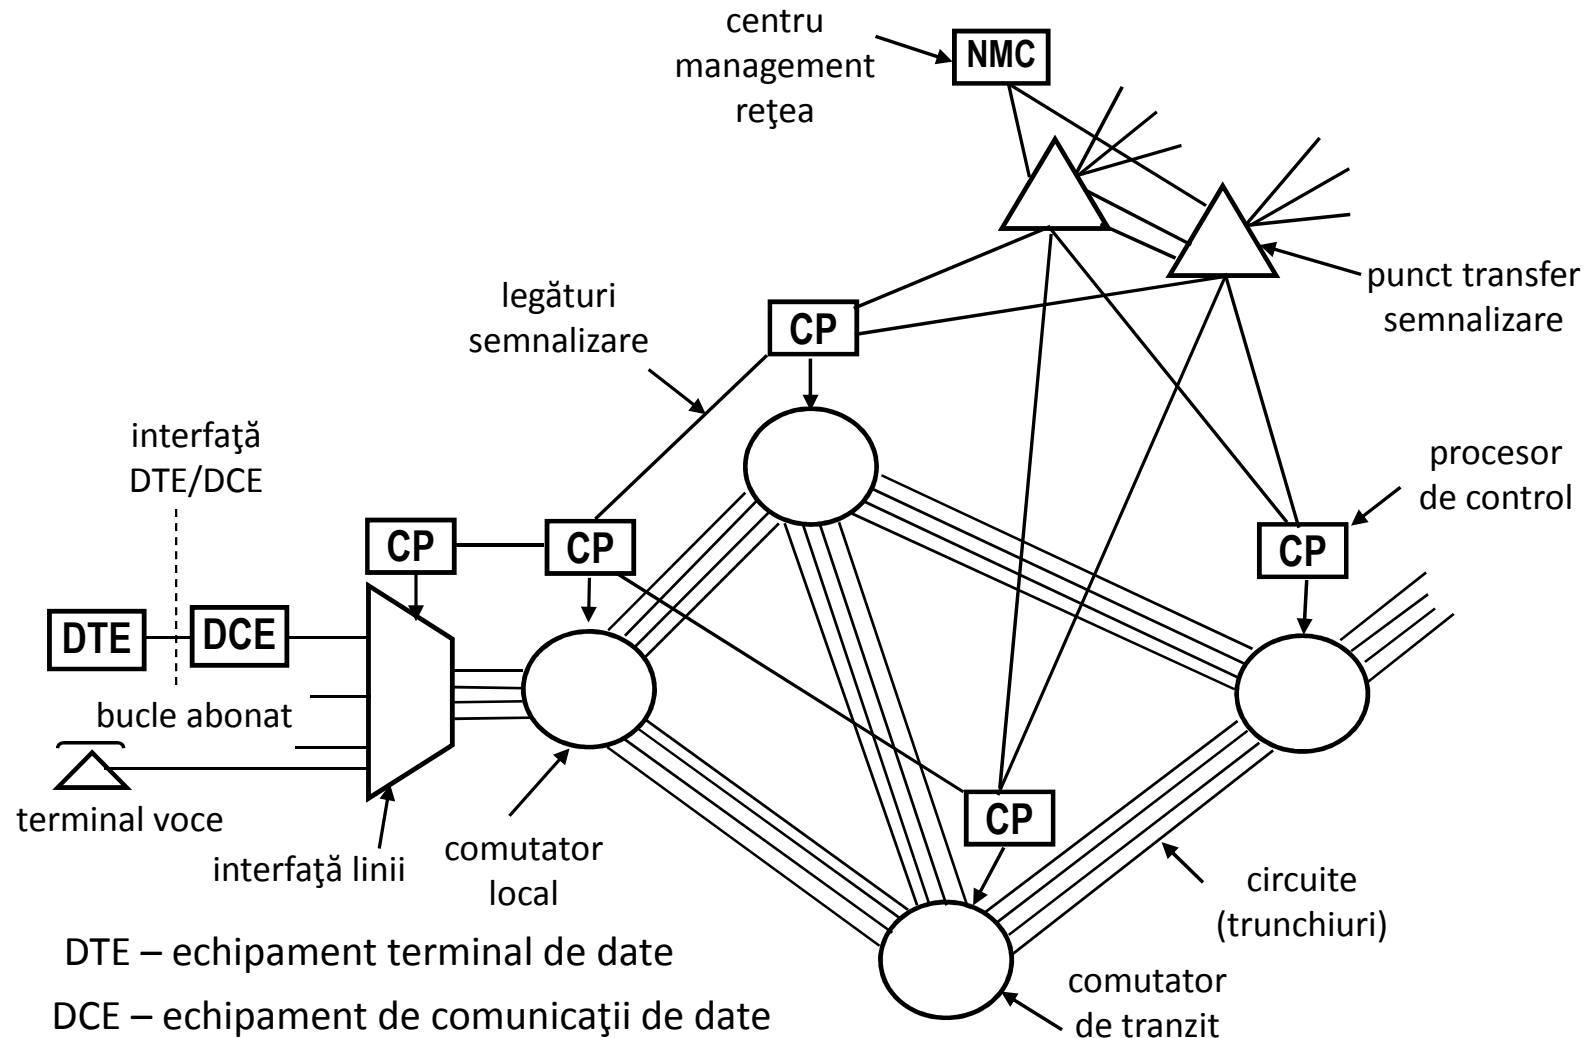 centru
management
reţea
NMC
punct transfer
semnalizare
legături
semnalizare
CP
interfaţă
DTE/DCE
procesor
de control
CP
CP
CP
DTE
DCE
bucle abonat
terminal voce
interfaţă linii
comutator
local
CP
circuite
(trunchiuri)
DTE – echipament terminal de date
comutator
de tranzit
DCE – echipament de comunicaţii de date